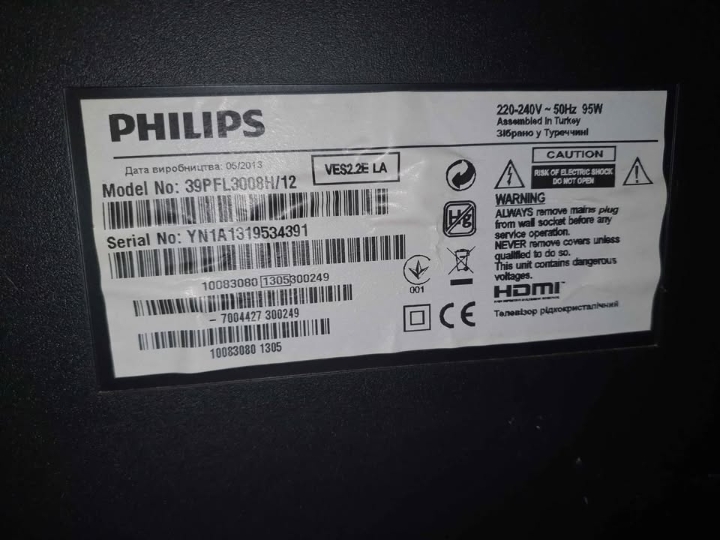 PHILIPS
220-240V ~ 50Hz 95W
Assembled in Turkey
Зібрано у Туреччині
Дата виробництва: 06/2013
VES2.2E LA
Model No: 39PFL3008H/12
Serial No: YN1A1319534391
10083080 1305300249
- 7004427 300249
10083080 1305
Hg
001
CE
CAUTION
RISK OF ELECTRIC SHOCK
DO NOT OPEN
WARNING
ALWAYS remove mains plug
from wall socket before any
service operation.
NEVER remove covers unless
qualified to do so.
This unit contains dangerous
voltages.
HDMI
Телевізор рідкокристалічний